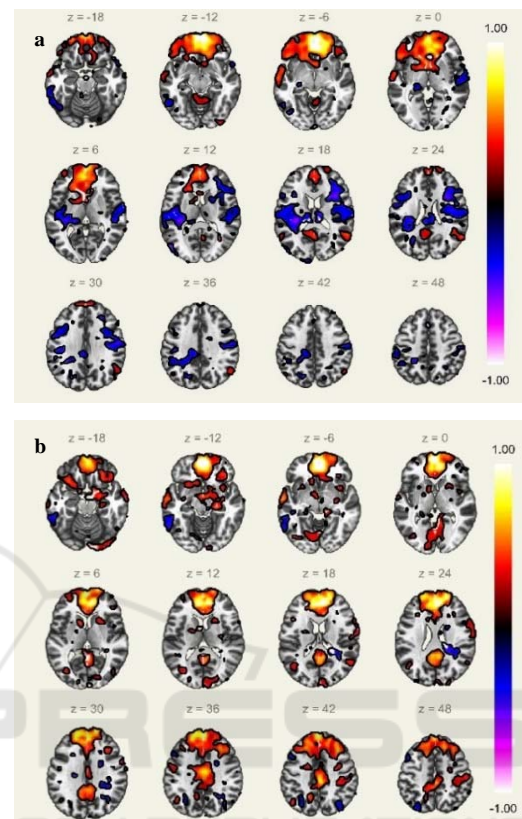 a
z = -18 z = -12 z = -6 z = 0
1.00
z = 6 z = 12 z = 18 z = 24
z = 30 z = 36 z = 42 z = 48
-1.00
b
z = -18 z = -12 z = -6 z = 0
1.00
z = 6 z = 12 z = 18 z = 24
z = 30 z = 36 z = 42 z = 48
-1.00
PRESS